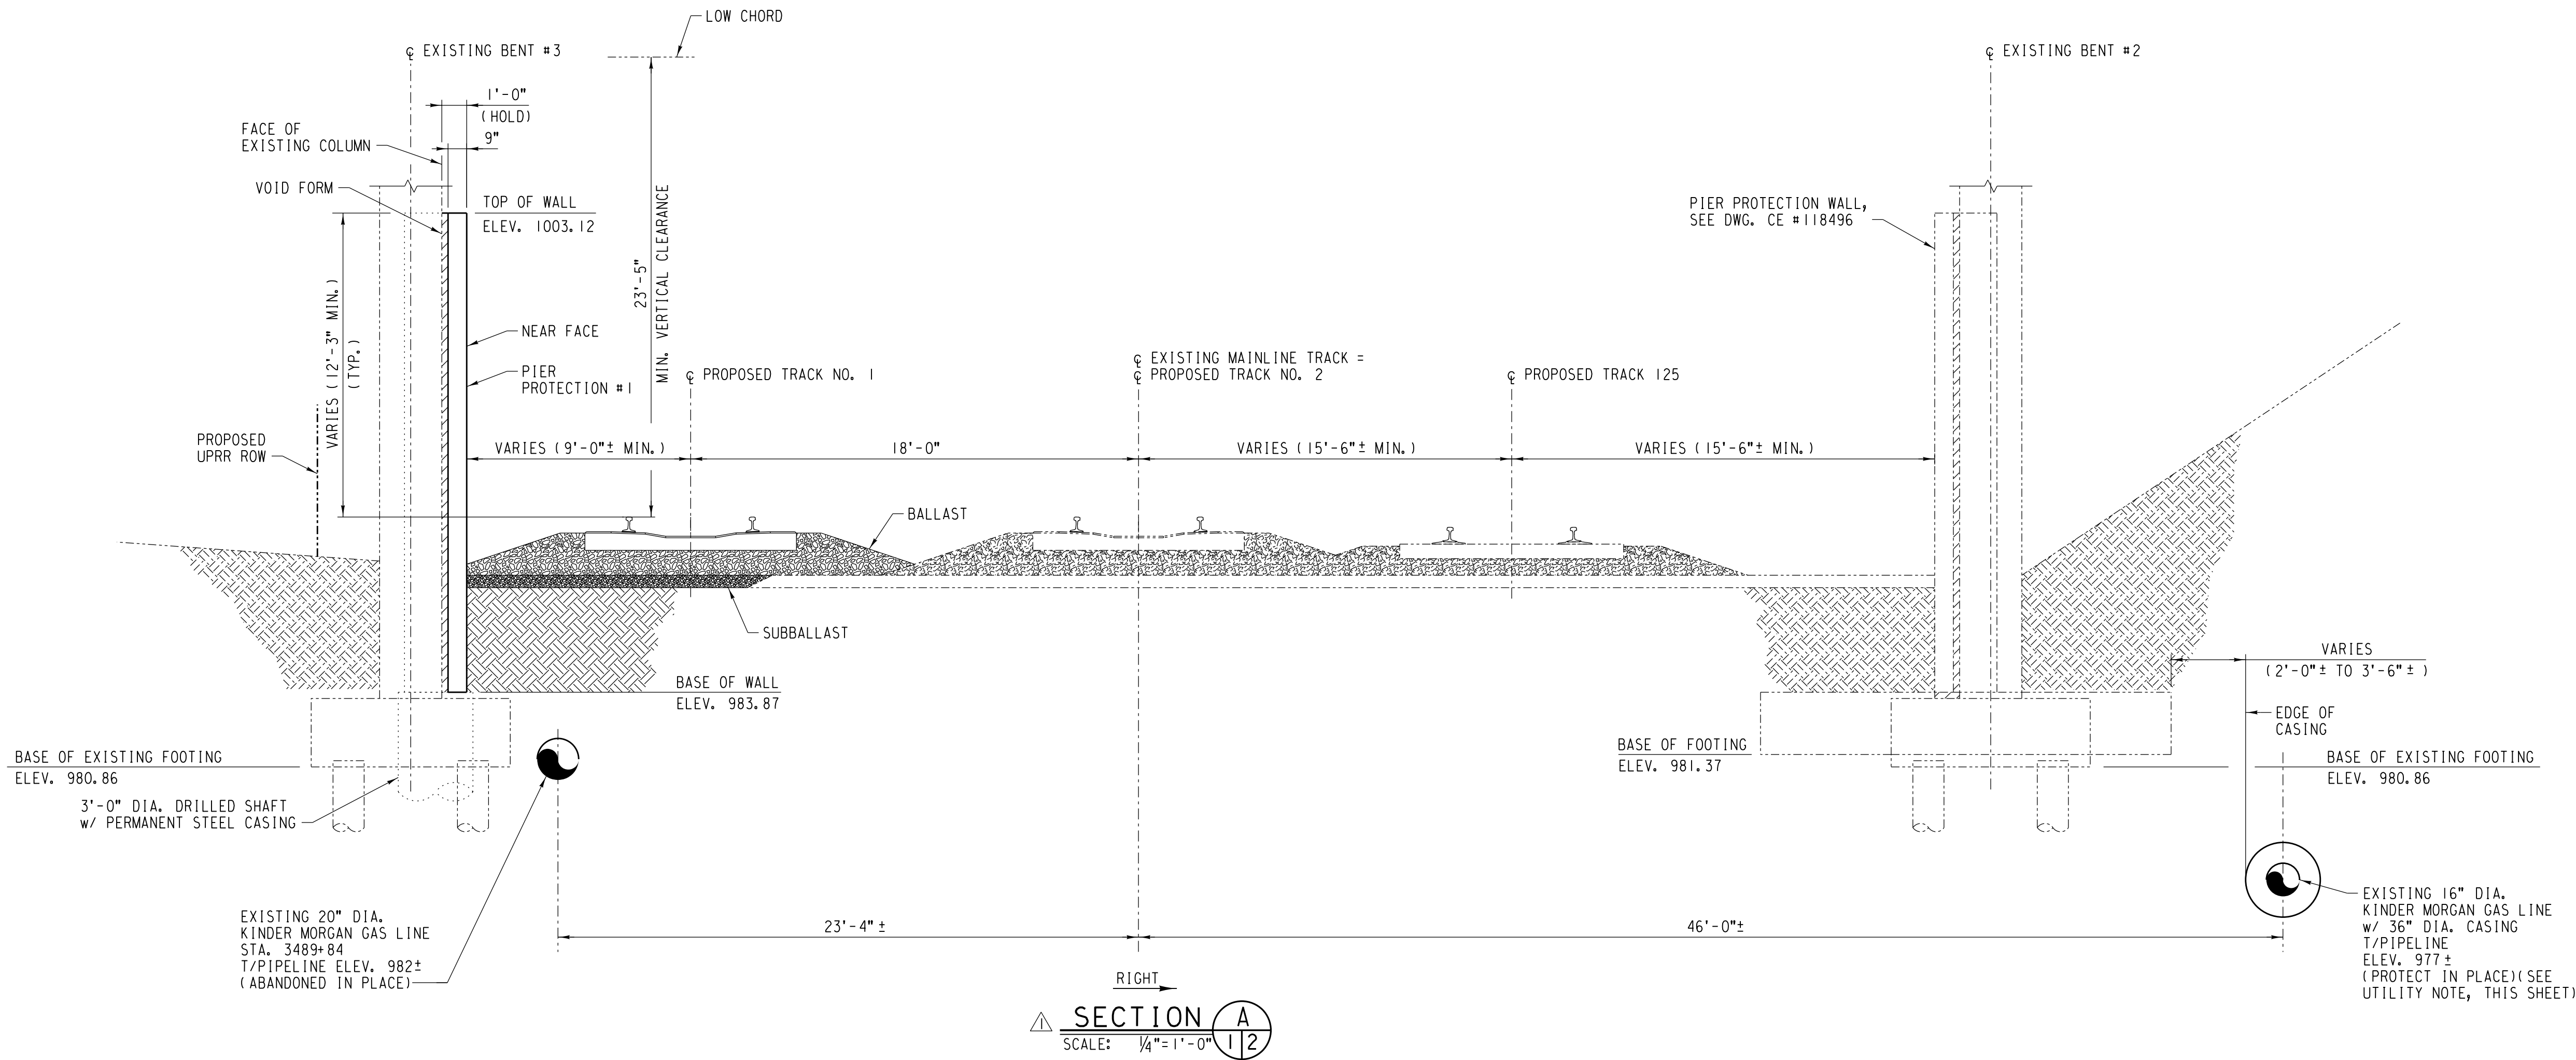 LOW CHORD
℄ EXISTING BENT #3
℄ EXISTING BENT #2
1'-0"
(HOLD)
9"
FACE OF
EXISTING COLUMN
VOID FORM
TOP OF WALL
ELEV. 1003.12
23'-5"
MIN. VERTICAL CLEARANCE
PIER PROTECTION WALL,
SEE DWG. CE #118496
VARIES (12'-3" MIN.)
(TYP.)
NEAR FACE
PIER
PROTECTION #1
℄ PROPOSED TRACK NO. 1
℄ EXISTING MAINLINE TRACK =
℄ PROPOSED TRACK NO. 2
℄ PROPOSED TRACK 125
PROPOSED
UPRR ROW
VARIES (9'-0"± MIN.)
18'-0"
VARIES (15'-6"± MIN.)
VARIES (15'-6"± MIN.)
BALLAST
SUBBALLAST
BASE OF WALL
ELEV. 983.87
VARIES
(2'-0"± TO 3'-6"±)
EDGE OF
CASING
BASE OF EXISTING FOOTING
ELEV. 980.86
BASE OF FOOTING
ELEV. 981.37
BASE OF EXISTING FOOTING
ELEV. 980.86
3'-0" DIA. DRILLED SHAFT
w/ PERMANENT STEEL CASING
EXISTING 20" DIA.
KINDER MORGAN GAS LINE
STA. 3489+84
T/PIPELINE ELEV. 982±
(ABANDONED IN PLACE)
23'-4"±
46'-0"±
EXISTING 16" DIA.
KINDER MORGAN GAS LINE
w/ 36" DIA. CASING
T/PIPELINE
ELEV. 977±
(PROTECT IN PLACE)(SEE
UTILITY NOTE, THIS SHEET)
RIGHT
1 SECTION A
SCALE: 1/4"=1'-0" 1 2